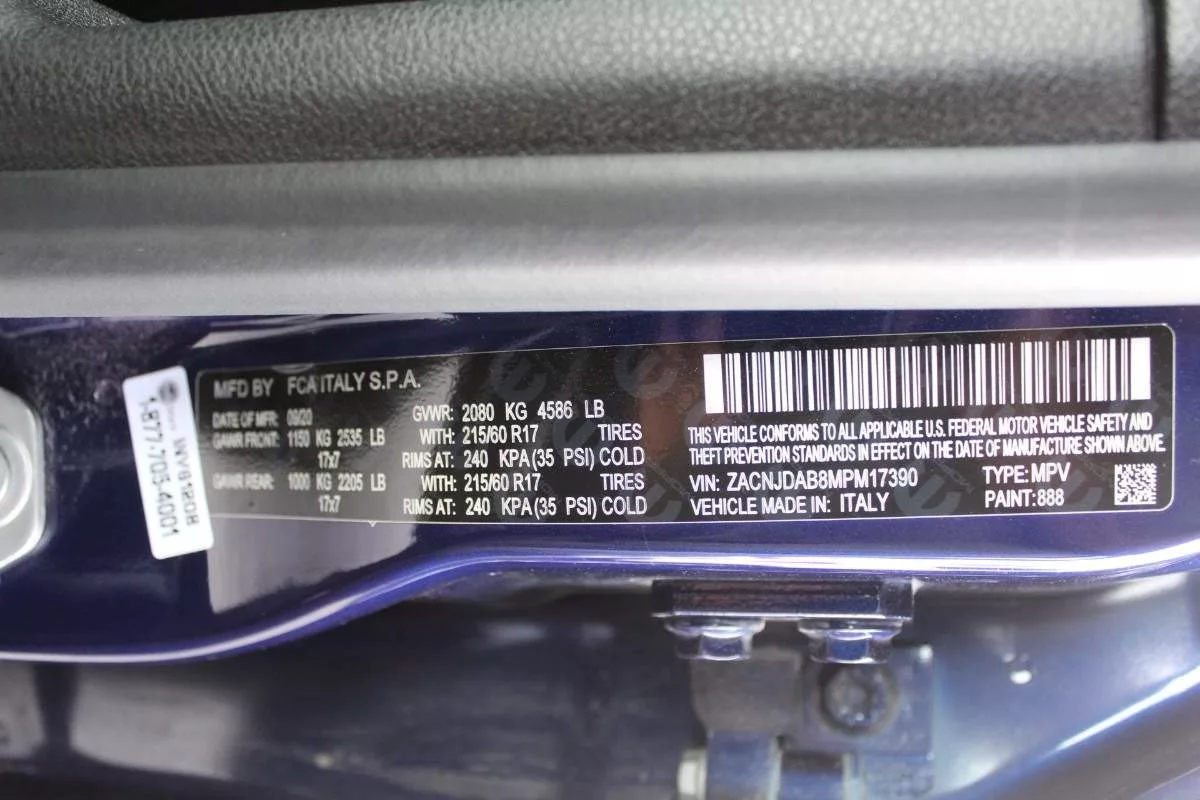 MFD BY FCA ITALY S.P.A.
DATE OF MFR: 09/20 GVWR: 2080 KG 4586 LB
GAWR FRONT: 1150 KG 2535 LB WITH: 215/60 R17 TIRES
17x7 RIMS AT: 240 KPA (35 PSI) COLD
GAWR REAR: 1000 KG 2205 LB WITH: 215/60 R17 TIRES
17x7 RIMS AT: 240 KPA (35 PSI) COLD
THIS VEHICLE CONFORMS TO ALL APPLICABLE U.S. FEDERAL MOTOR VEHICLE SAFETY AND
THEFT PREVENTION STANDARDS IN EFFECT ON THE DATE OF MANUFACTURE SHOWN ABOVE.
VIN: ZACNJDAB8MPM17390 TYPE: MPV
VEHICLE MADE IN: ITALY PAINT: 888
1-877-705-4001